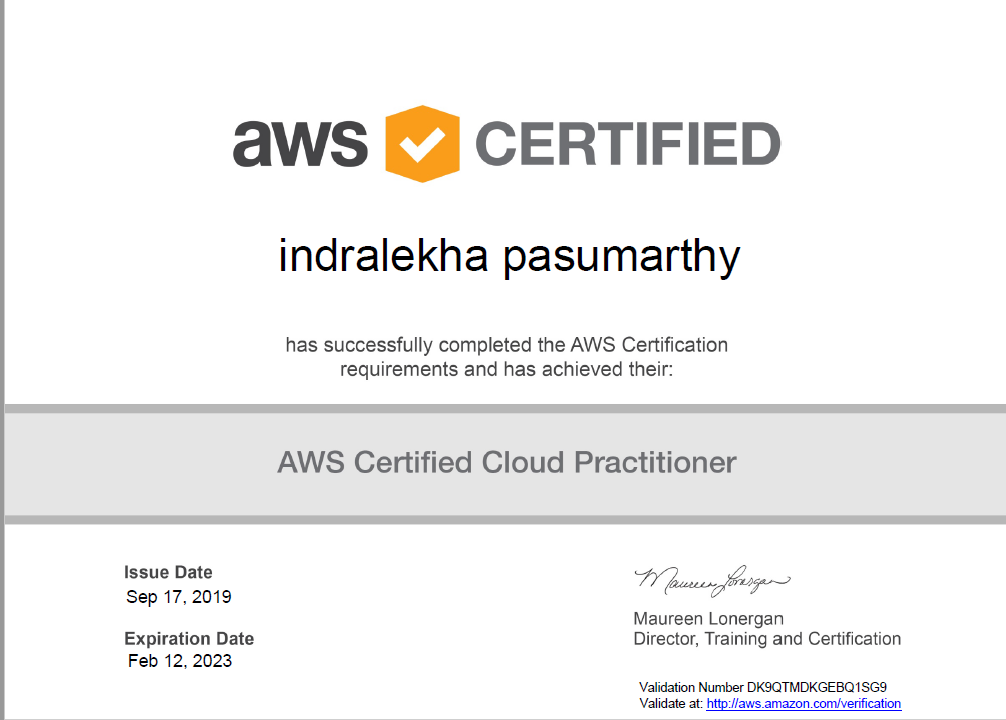 aws CERTIFIED
indralekha pasumarthy
has successfully completed the AWS Certification
requirements and has achieved their:
AWS Certified Cloud Practitioner
Issue Date
Sep 17, 2019
Expiration Date
Feb 12, 2023
Maureen Lonergan
Maureen Lonergan
Director, Training and Certification
Validation Number DK9QTMDKGEBQ1SG9
Validate at: http://aws.amazon.com/verification